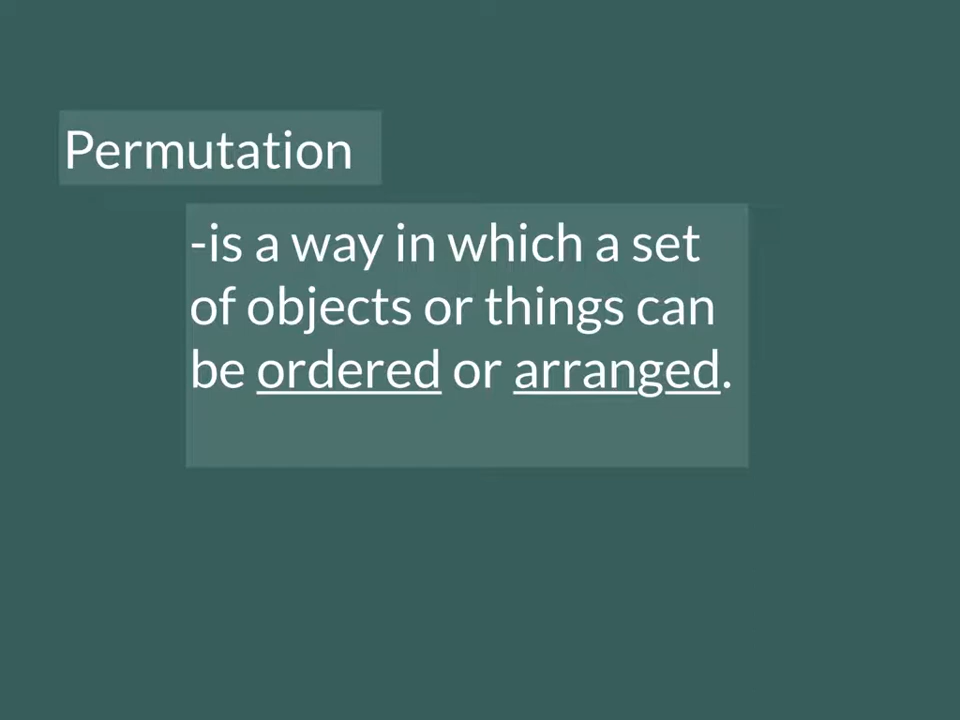 Permutation
-is a way in which a set
of objects or things can
be ordered or arranged.